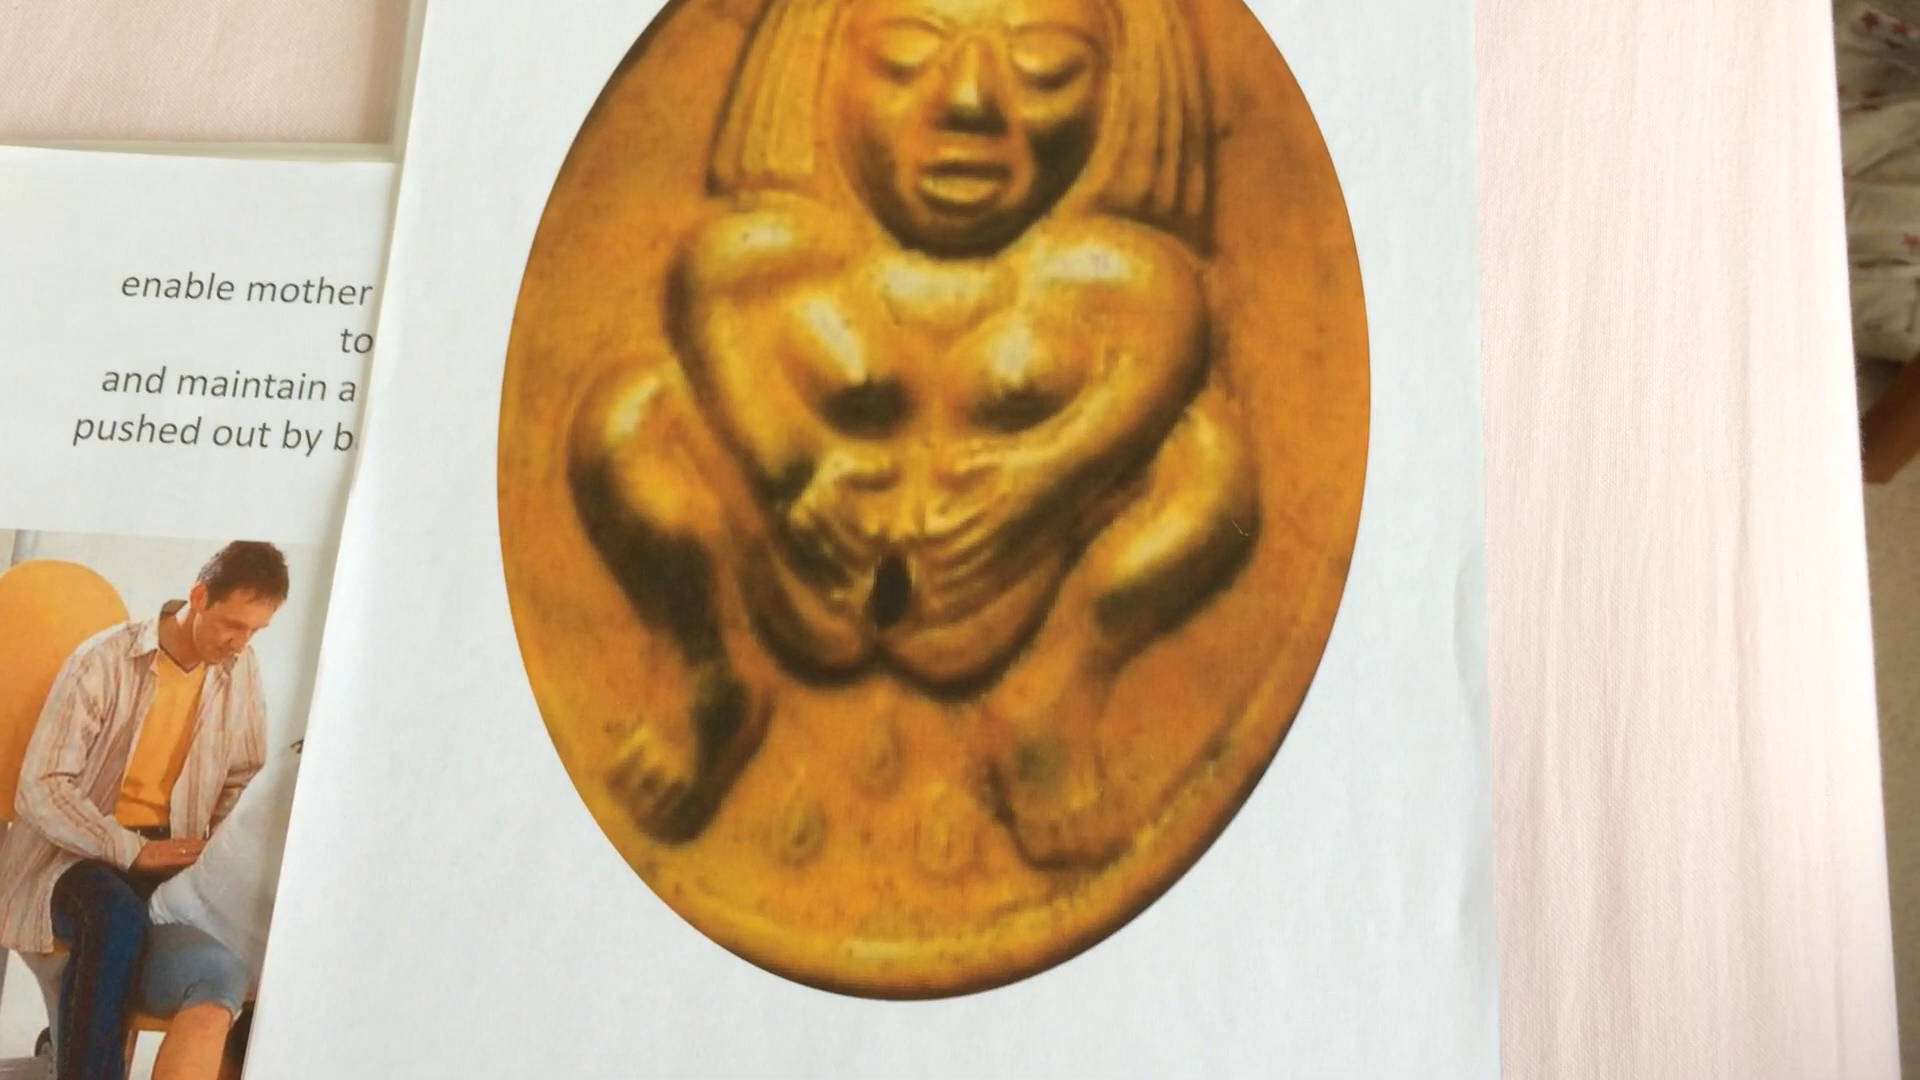 enable mother
to
and maintain a
pushed out by b